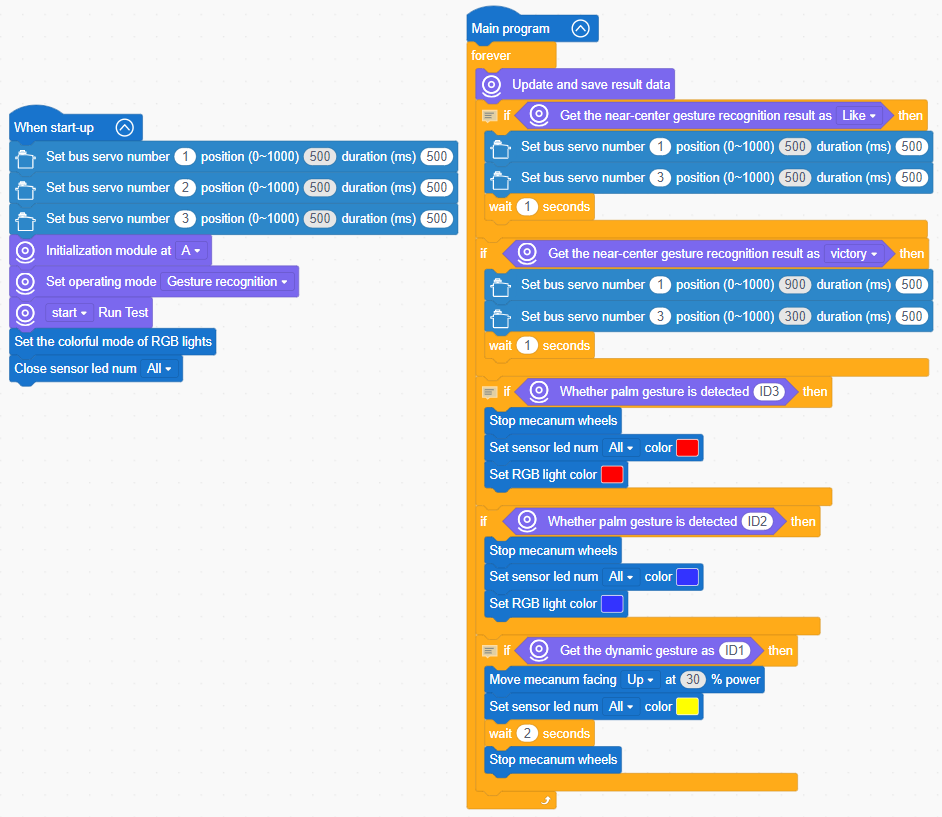 When start-up
Set bus servo number 1 position (0~1000) 500 duration (ms) 500
Set bus servo number 2 position (0~1000) 500 duration (ms) 500
Set bus servo number 3 position (0~1000) 500 duration (ms) 500
Initialization module at A
Set operating mode Gesture recognition
start Run Test
Set the colorful mode of RGB lights
Close sensor led num All
Main program
forever
Update and save result data
if Get the near-center gesture recognition result as Like then
Set bus servo number 1 position (0~1000) 500 duration (ms) 500
Set bus servo number 3 position (0~1000) 500 duration (ms) 500
wait 1 seconds
if Get the near-center gesture recognition result as victory then
Set bus servo number 1 position (0~1000) 900 duration (ms) 500
Set bus servo number 3 position (0~1000) 300 duration (ms) 500
wait 1 seconds
if Whether palm gesture is detected ID3 then
Stop mecanum wheels
Set sensor led num All color
Set RGB light color
if Whether palm gesture is detected ID2 then
Stop mecanum wheels
Set sensor led num All color
Set RGB light color
if Get the dynamic gesture as ID1 then
Move mecanum facing Up at 30 % power
Set sensor led num All color
wait 2 seconds
Stop mecanum wheels